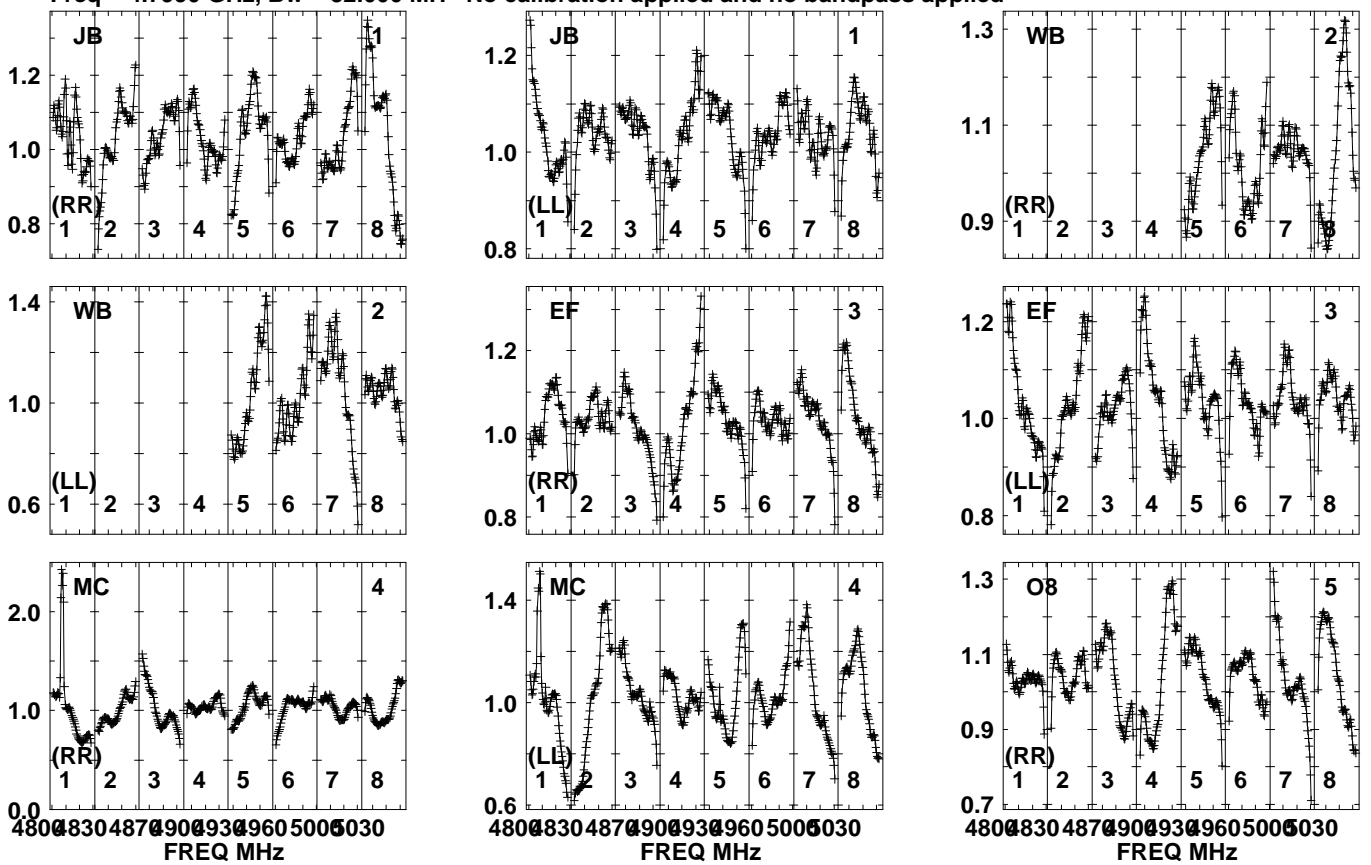 Freq = GHz, Bw = MH No calibration applied and no bandpass applied
JB 1
1.2
1.0
0.8
(RR)
1 2 3 4 5 6 7 8
JB 1
1.2
1.0
0.8
(LL)
1 2 3 4 5 6 7 8
WB 2
1.3
1.1
0.9
(RR)
1 2 3 4 5 6 7 8
WB 2
1.4
1.0
0.6
(LL)
1 2 3 4 5 6 7 8
EF 3
1.2
1.0
0.8
(RR)
1 2 3 4 5 6 7 8
EF 3
1.2
1.0
0.8
(LL)
1 2 3 4 5 6 7 8
MC 4
2.0
1.0
0.0
(RR)
1 2 3 4 5 6 7 8
4800 4830 4870 4900 4930 4960 5000 5030
FREQ MHz
MC 4
1.4
1.0
0.6
(LL)
1 2 3 4 5 6 7 8
4800 4830 4870 4900 4930 4960 5000 5030
FREQ MHz
O8 5
1.3
1.1
0.9
0.7
(RR)
1 2 3 4 5 6 7 8
4800 4830 4870 4900 4930 4960 5000 5030
FREQ MHz